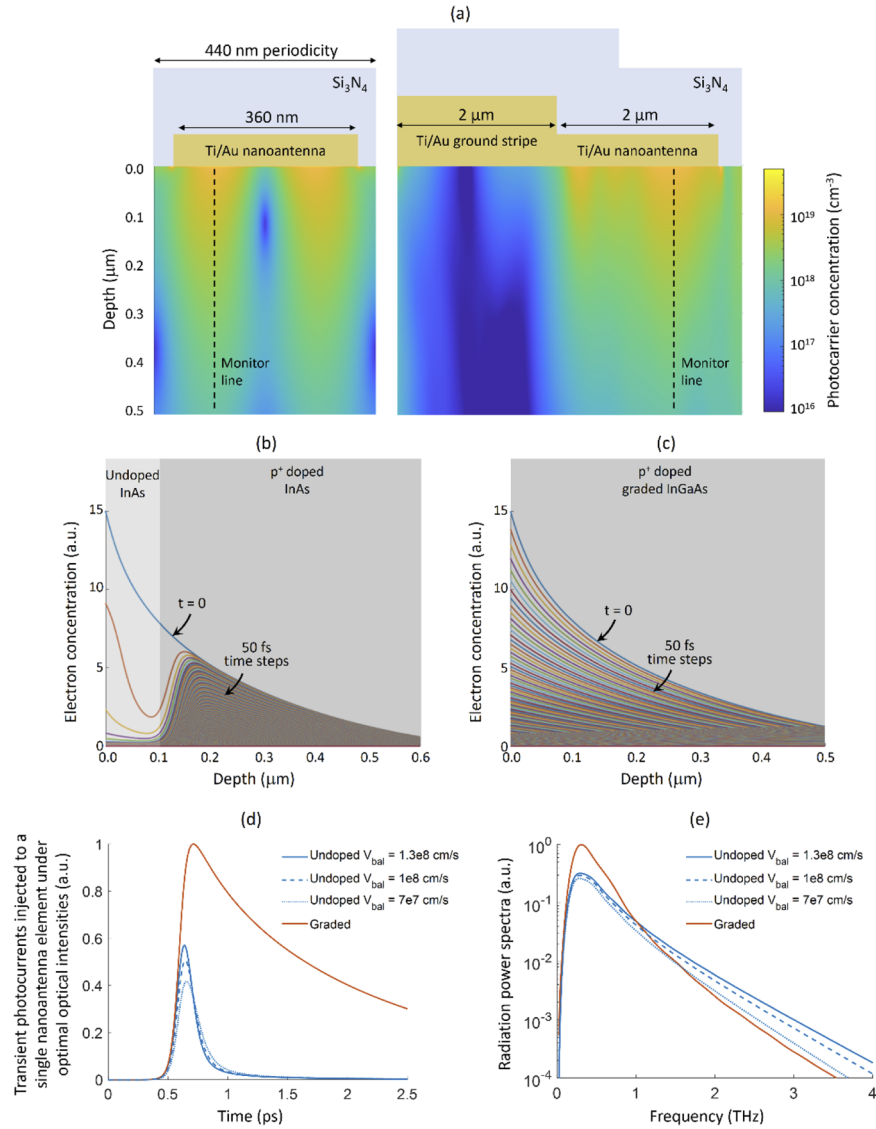 (a)
440 nm periodicity
Si3N4
Si3N4
360 nm
2 μm
2 μm
Ti/Au nanoantenna
Ti/Au ground stripe
Ti/Au nanoantenna
0.0
0.1
0.2
0.3
0.4
0.5
Depth (μm)
Monitor
line
Monitor
line
10^19
10^18
10^17
10^16
Photocarrier concentration (cm^-3)
(b)
Undoped
InAs
p+ doped
InAs
15
10
5
0
Electron concentration (a.u.)
t = 0
50 fs
time steps
0.0 0.1 0.2 0.3 0.4 0.5 0.6
Depth (μm)
(c)
p+ doped
graded InGaAs
15
10
5
0
Electron concentration (a.u.)
t = 0
50 fs
time steps
0.0 0.1 0.2 0.3 0.4 0.5
Depth (μm)
(d)
Transient photocurrents injected to a
single nanoantenna element under
optimal optical intensities (a.u.)
1
0.8
0.6
0.4
0.2
0
Undoped Vbal = 1.3e8 cm/s
Undoped Vbal = 1e8 cm/s
Undoped Vbal = 7e7 cm/s
Graded
0 0.5 1 1.5 2 2.5
Time (ps)
(e)
Radiation power spectra (a.u.)
10^0
10^-1
10^-2
10^-3
10^-4
Undoped Vbal = 1.3e8 cm/s
Undoped Vbal = 1e8 cm/s
Undoped Vbal = 7e7 cm/s
Graded
0 1 2 3 4
Frequency (THz)